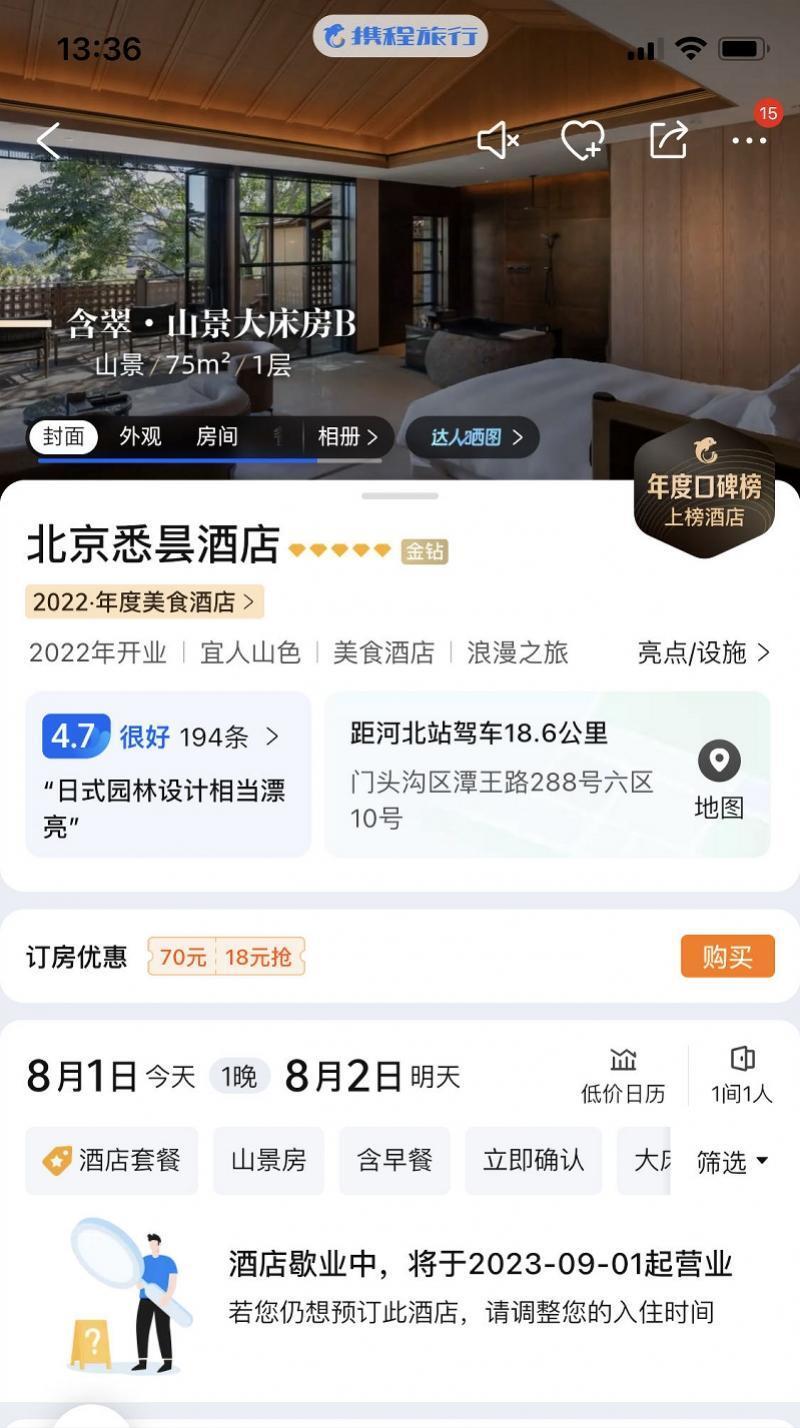 13:36
携程旅行
15
含翠·山景大床房B
山景/75m²/1层
封面 外观 房间 相册 >
达人晒图 >
年度口碑榜
上榜酒店
北京悉昙酒店
金钻
2022·年度美食酒店 >
2022年开业 | 宜人山色 | 美食酒店 | 浪漫之旅
亮点/设施 >
4.7 很好 194条 >
“日式园林设计相当漂
亮”
距河北站驾车18.6公里
门头沟区潭王路288号六区
10号
地图
订房优惠 70元 18元抢 购买
8月1日 今天 1晚 8月2日 明天
低价日历
1间1人
酒店套餐 山景房 含早餐 立即确认 大 筛选
酒店歇业中，将于2023-09-01起营业
若您仍想预订此酒店，请调整您的入住时间
?